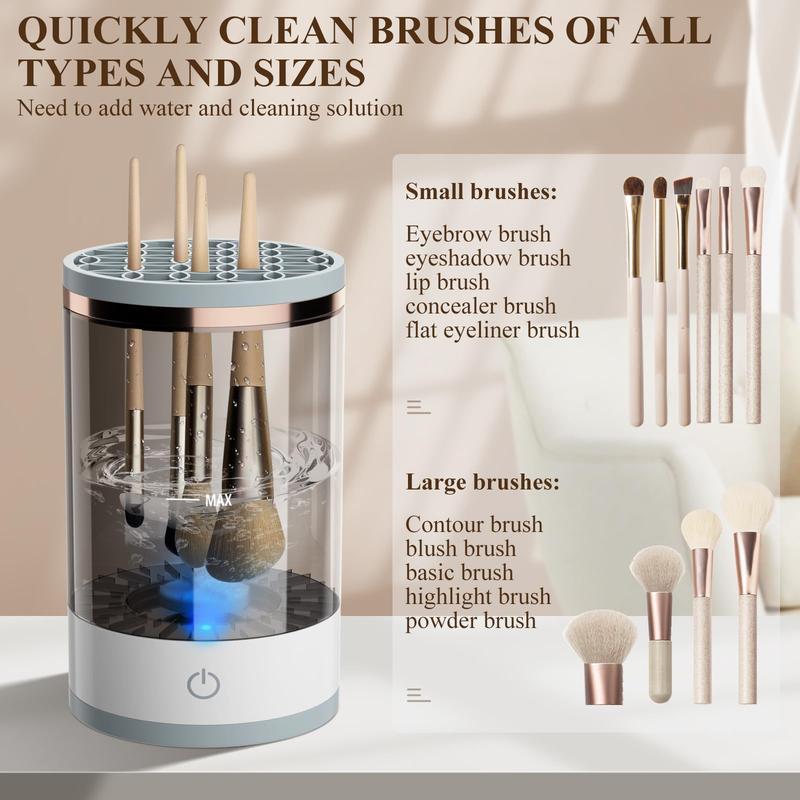 QUICKLY CLEAN BRUSHES OF ALL
TYPES AND SIZES
Need to add water and cleaning solution
Small brushes:
Eyebrow brush
eyeshadow brush
lip brush
concealer brush
flat eyeliner brush
MAX
Large brushes:
Contour brush
blush brush
basic brush
highlight brush
powder brush